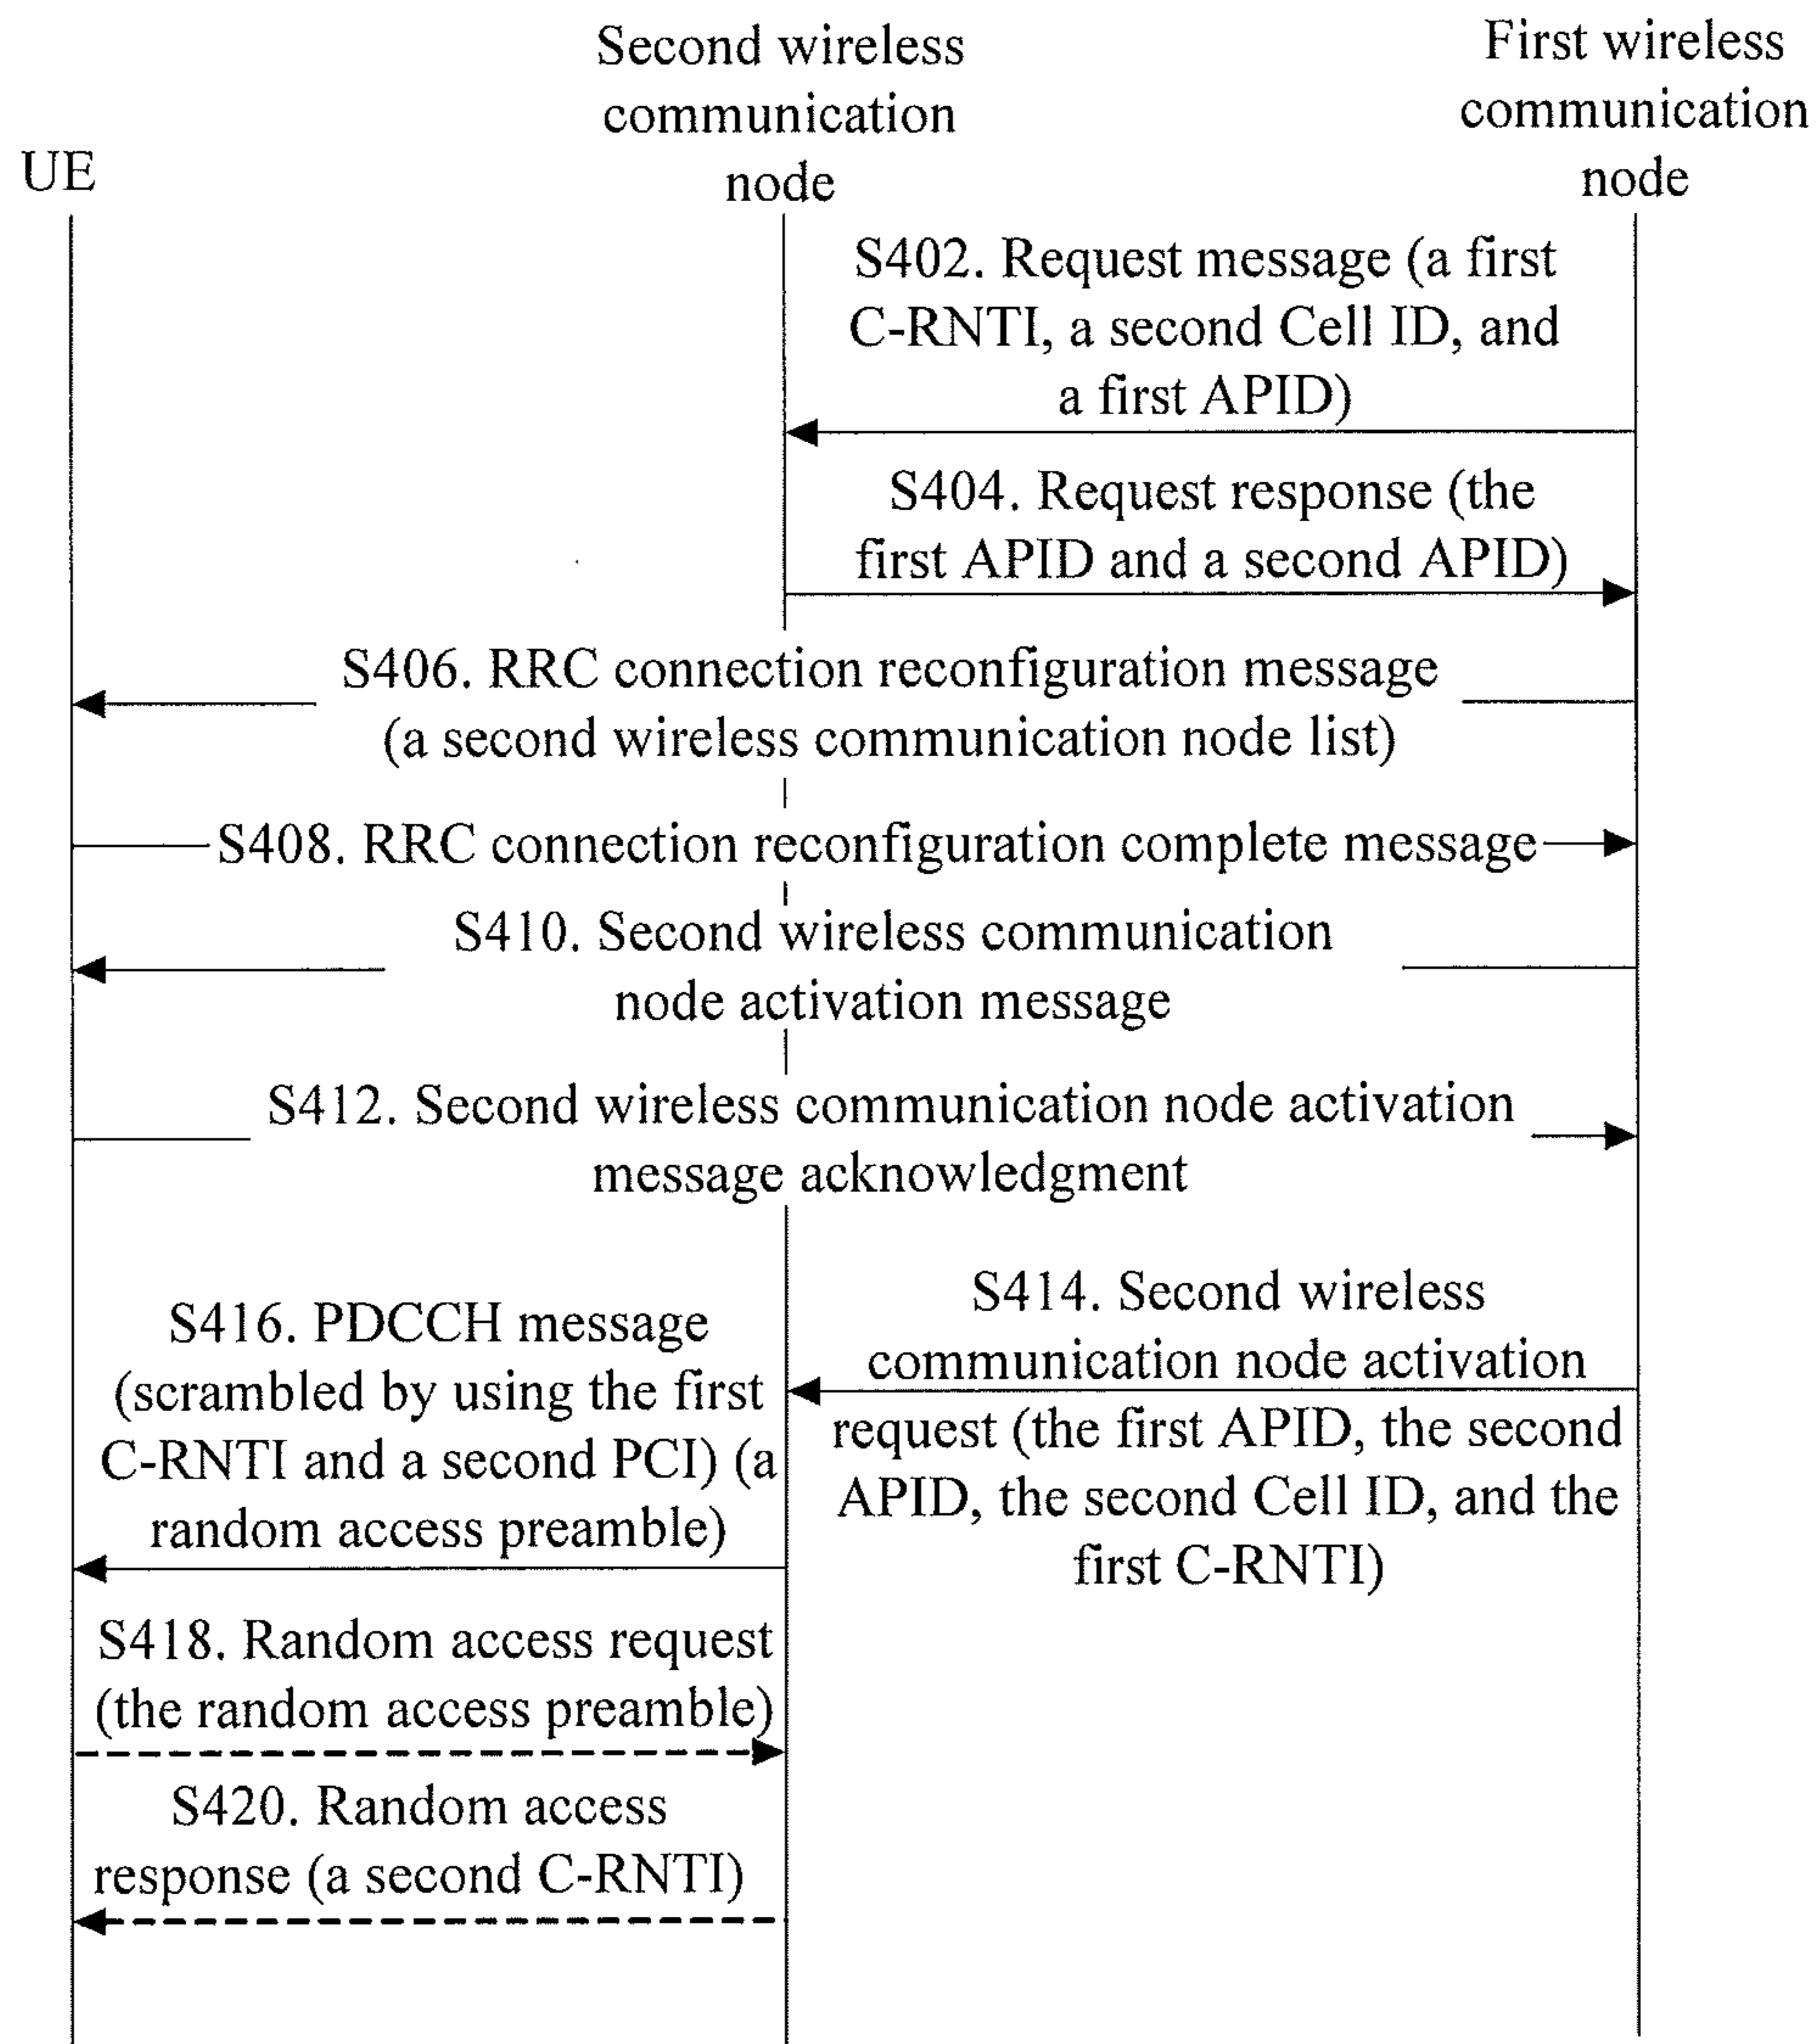 UE
Second wireless
communication
node
First wireless
communication
node
S402. Request message (a first
C-RNTI, a second Cell ID, and
a first APID)
S404. Request response (the
first APID and a second APID)
S406. RRC connection reconfiguration message
(a second wireless communication node list)
S408. RRC connection reconfiguration complete message
S410. Second wireless communication
node activation message
S412. Second wireless communication node activation
message acknowledgment
S414. Second wireless
communication node activation
request (the first APID, the second
APID, the second Cell ID, and the
first C-RNTI)
S416. PDCCH message
(scrambled by using the first
C-RNTI and a second PCI) (a
random access preamble)
S418. Random access request
(the random access preamble)
S420. Random access
response (a second C-RNTI)